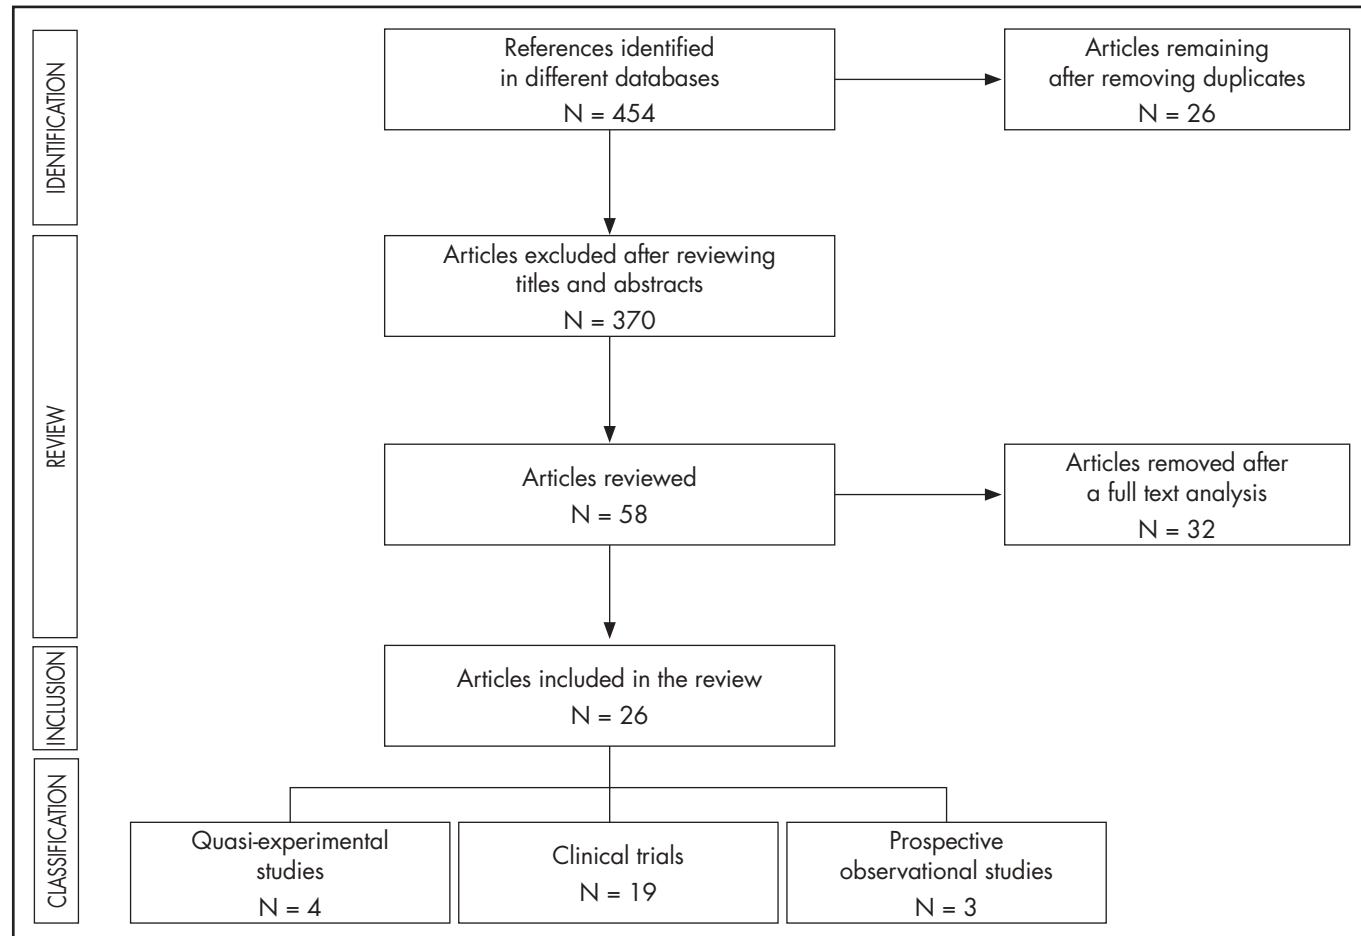 IDENTIFICATION
References identified
in different databases
N = 454
Articles remaining
after removing duplicates
N = 26
REVIEW
Articles excluded after reviewing
titles and abstracts
N = 370
Articles reviewed
N = 58
Articles removed after
a full text analysis
N = 32
INCLUSION
Articles included in the review
N = 26
CLASSIFICATION
Quasi-experimental
studies
N = 4
Clinical trials
N = 19
Prospective
observational studies
N = 3